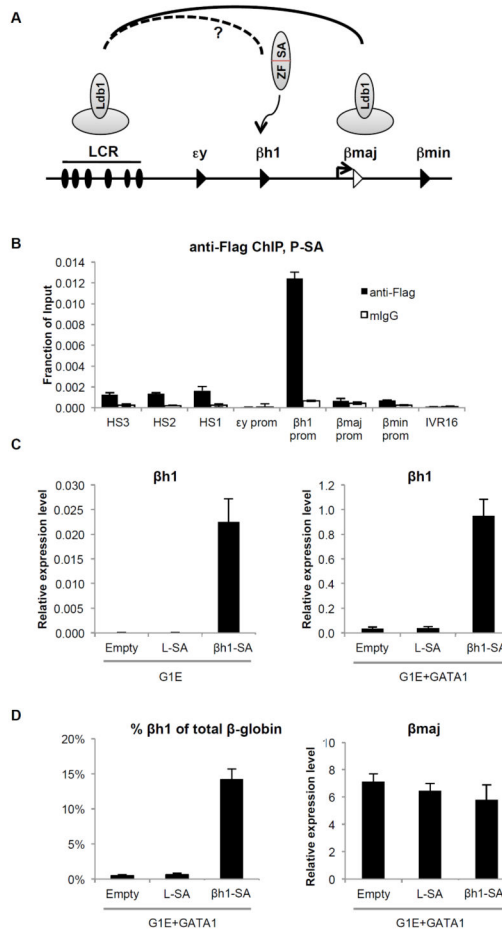 A
?
ZF SA
Ldb1
Ldb1
LCR
εy
βh1
βmaj
βmin
B
anti-Flag ChIP, P-SA
Franction of Input
0.014
0.012
0.010
0.008
0.006
0.004
0.002
0.000
anti-Flag
mIgG
HS3
HS2
HS1
εy prom
βh1 prom
βmaj prom
βmin prom
IVR16
C
βh1
Relative expression level
0.030
0.025
0.020
0.015
0.010
0.005
0.000
Empty
L-SA
βh1-SA
G1E
βh1
Relative expression level
1.2
1.0
0.8
0.6
0.4
0.2
0.0
Empty
L-SA
βh1-SA
G1E+GATA1
D
% βh1 of total β-globin
20%
15%
10%
5%
0%
Empty
L-SA
βh1-SA
G1E+GATA1
βmaj
Relative expression level
10
8
6
4
2
0
Empty
L-SA
βh1-SA
G1E+GATA1